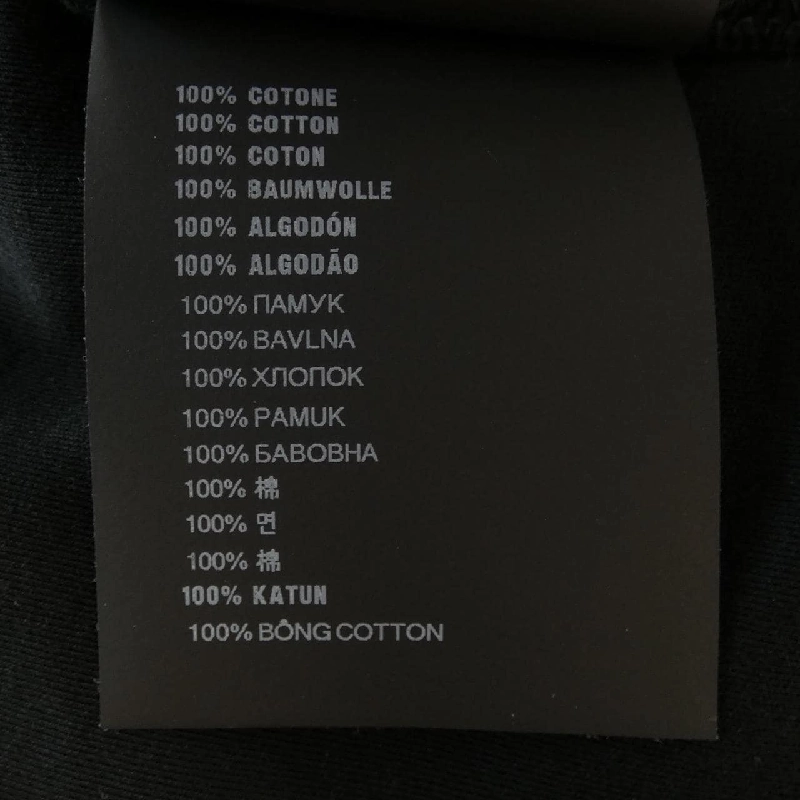 100% COTONE
100% COTTON
100% COTON
100% BAUMWOLLE
100% ALGODÓN
100% ALGODÃO
100% ПАМУК
100% BAVLNA
100% ХЛОПОК
100% PAMUK
100% БАВОВНА
100% 棉
100% 면
100% 棉
100% KATUN
100% BÔNG COTTON